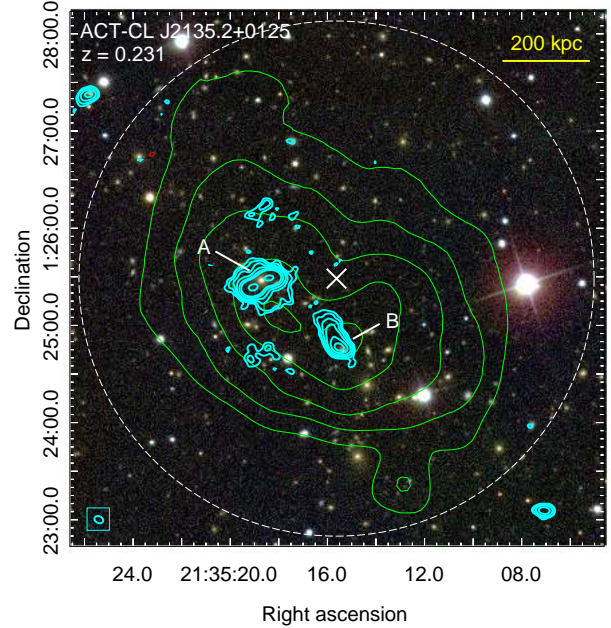 ACT-CL J2135.2+0125
z = 0.231
200 kpc
A
B
28:00.0
27:00.0
1:26:00.0
25:00.0
24:00.0
23:00.0
Declination
24.0 21:35:20.0 16.0 12.0 08.0
Right ascension